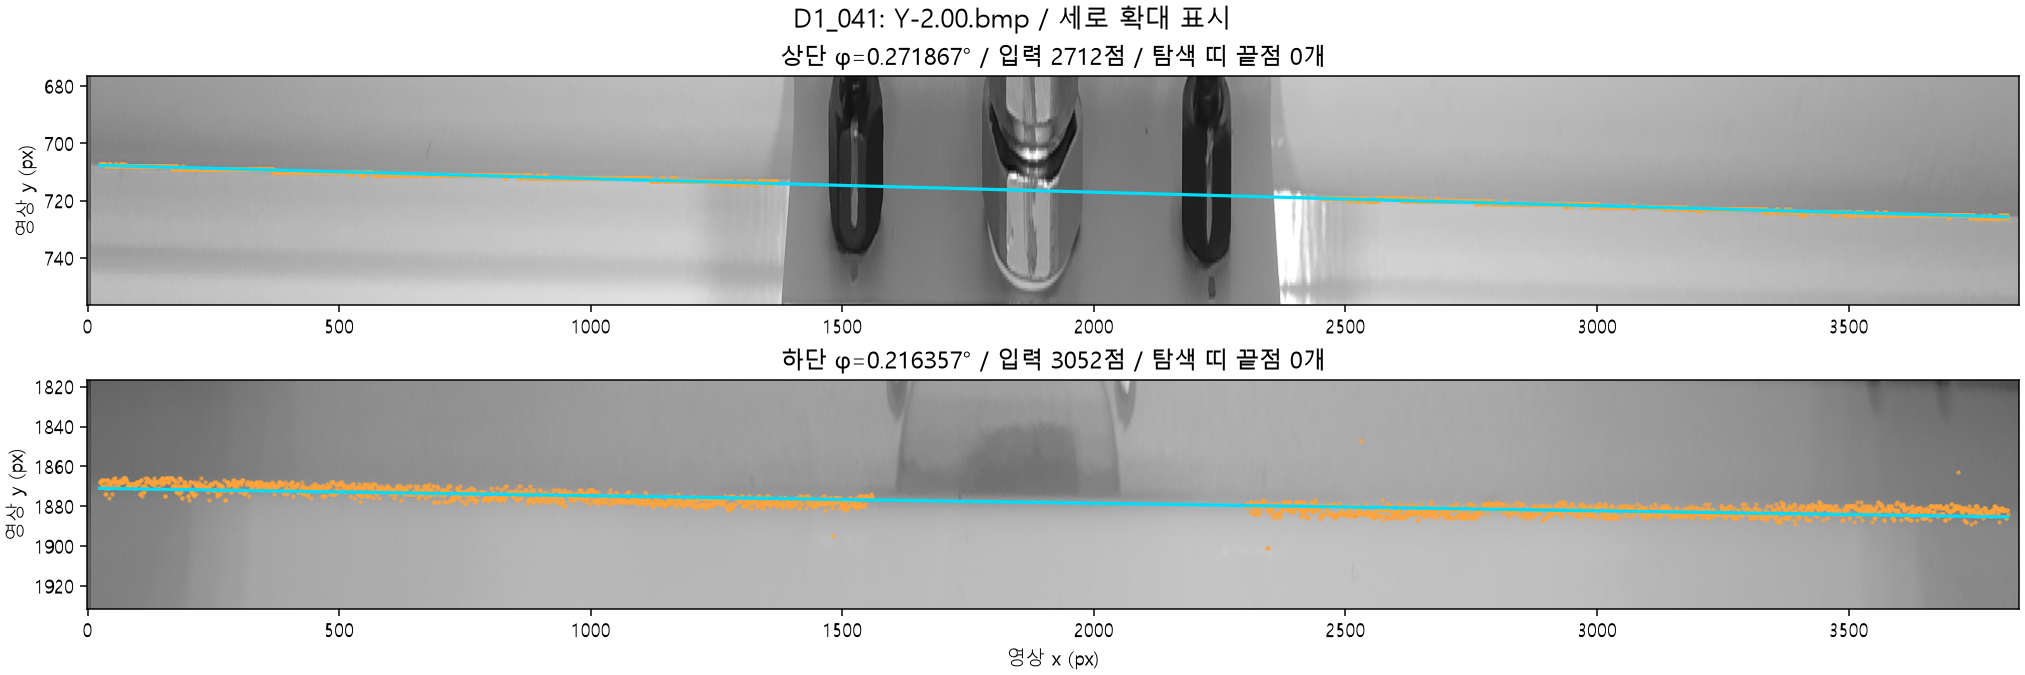 D1_041: Y-2.00.bmp / 세로 확대 표시
상단 φ=0.271867° / 입력 2712점 / 탐색 띠 끝점 0개
영상 y (px)
680
700
720
740
0 500 1000 1500 2000 2500 3000 3500
하단 φ=0.216357° / 입력 3052점 / 탐색 띠 끝점 0개
영상 y (px)
1820
1840
1860
1880
1900
1920
0 500 1000 1500 2000 2500 3000 3500
영상 x (px)